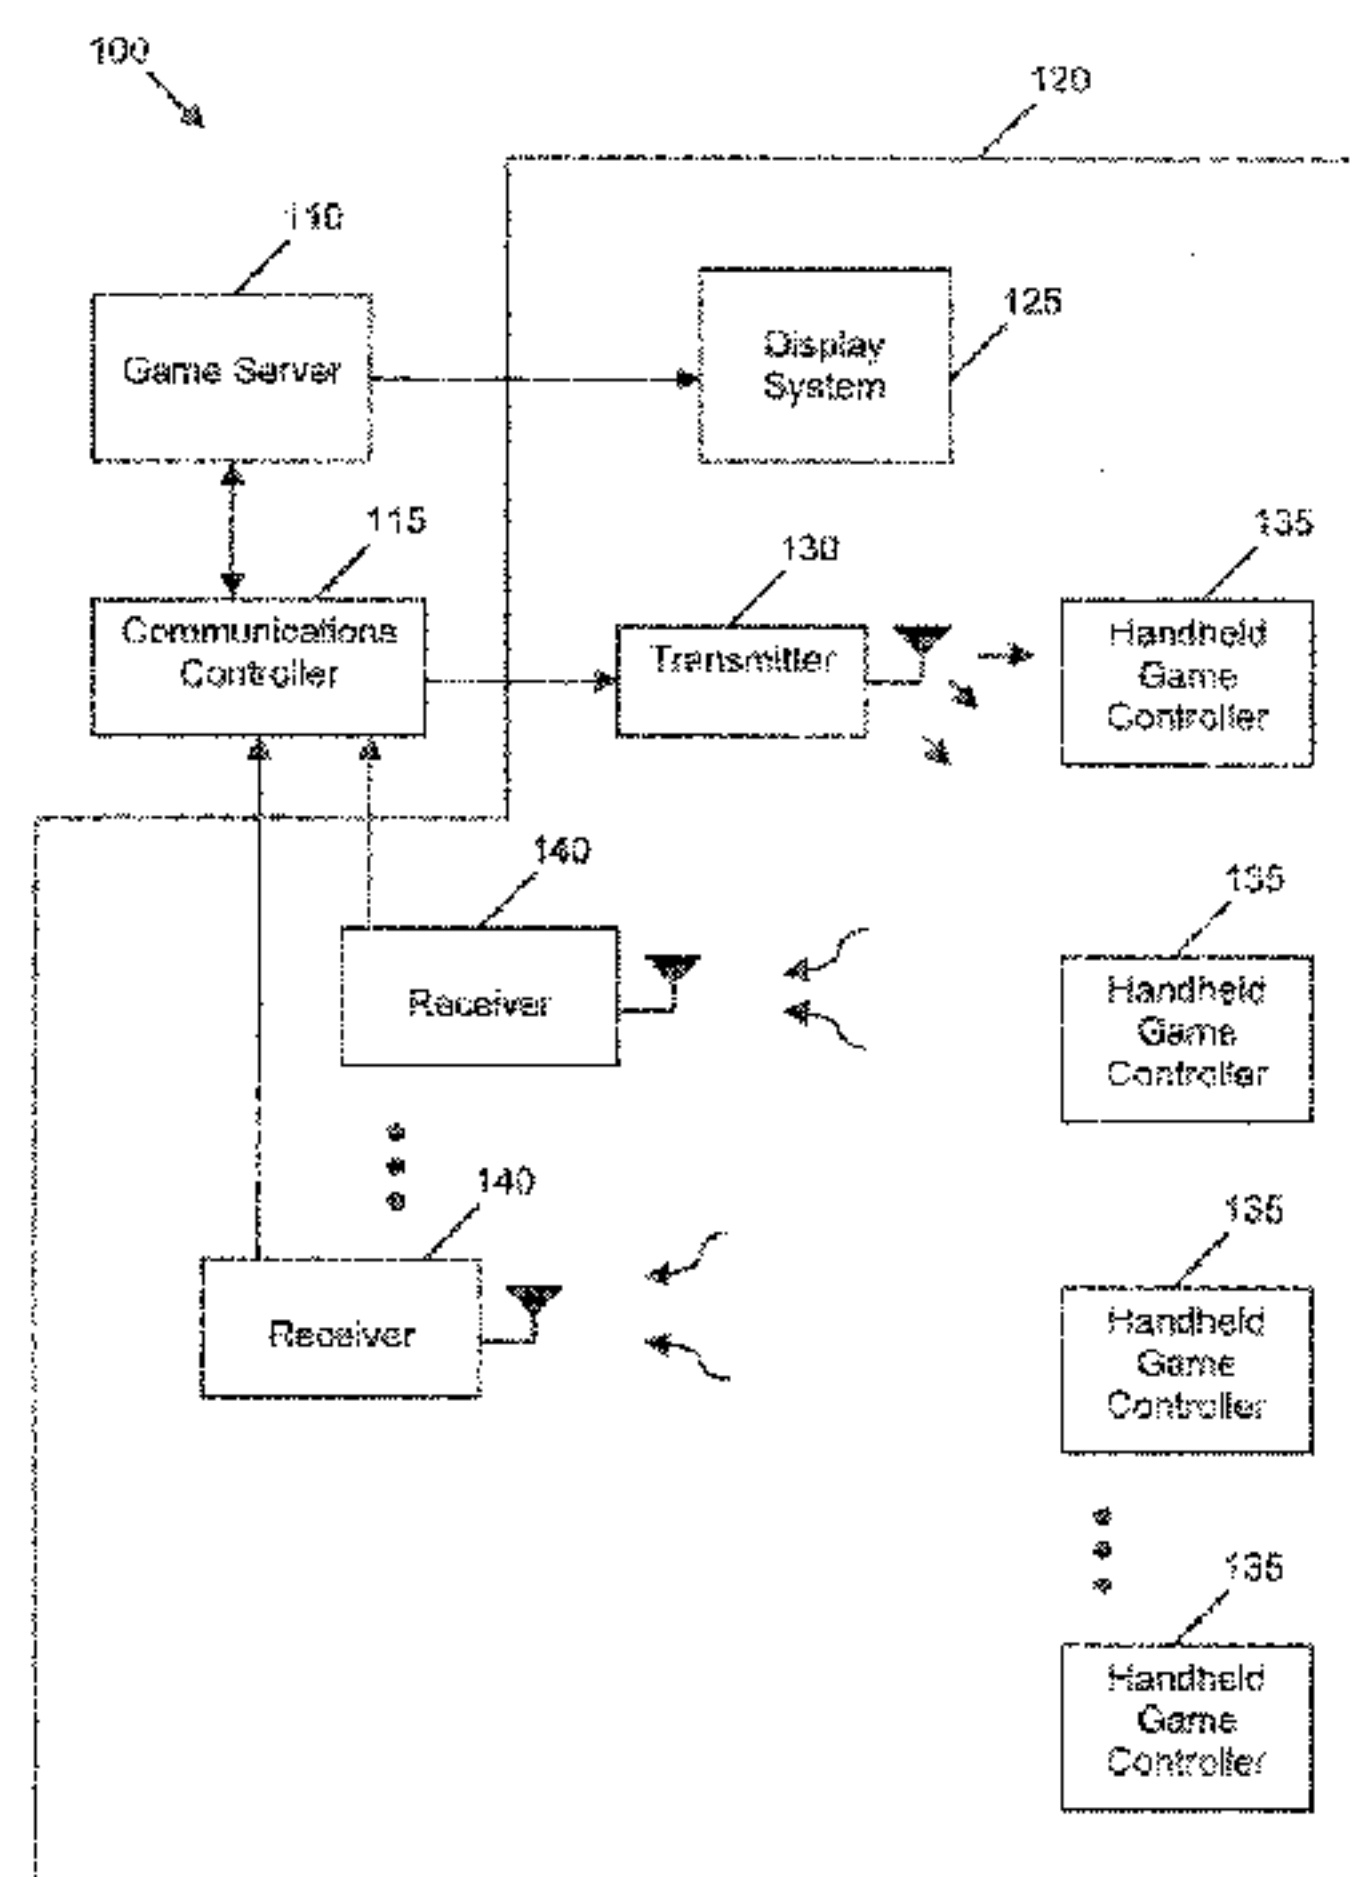 100
120
110
Game Server
Display
System
125
115
Communications
Controller
130
Transmitter
135
Handheld
Game
Controller
140
Receiver
135
Handheld
Game
Controller
140
Receiver
135
Handheld
Game
Controller
135
Handheld
Game
Controller